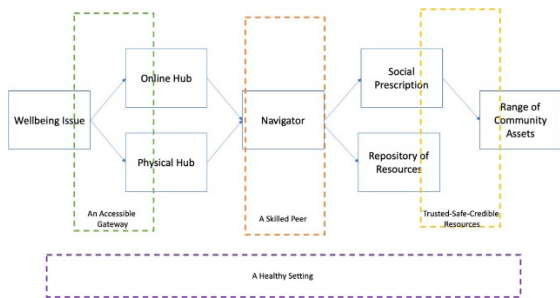 Online Hub
Social
Prescription
Wellbeing Issue
Navigator
Range of
Community
Assets
Physical Hub
Repository of
Resources
An Accessible
Gateway
A Skilled Peer
Trusted-Safe-Credible
Resources
A Healthy Setting